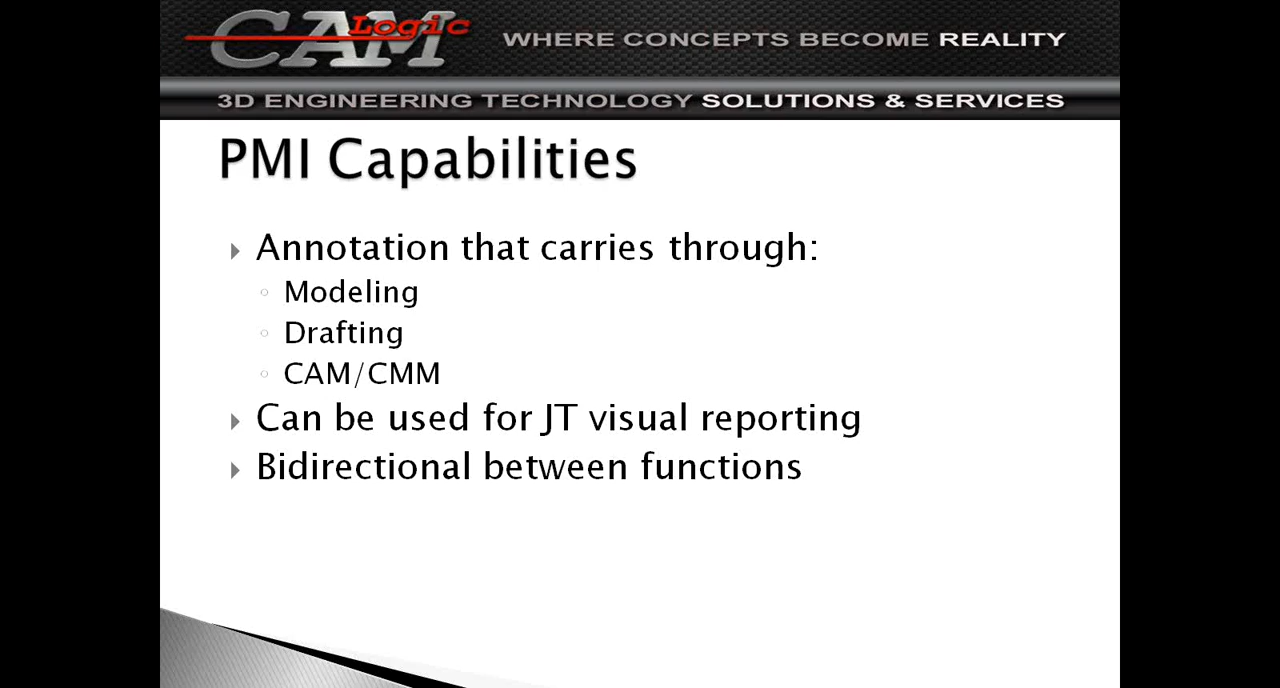 CAM Logic WHERE CONCEPTS BECOME REALITY
3D ENGINEERING TECHNOLOGY SOLUTIONS & SERVICES
PMI Capabilities
Annotation that carries through:
Modeling
Drafting
CAM/CMM
Can be used for JT visual reporting
Bidirectional between functions